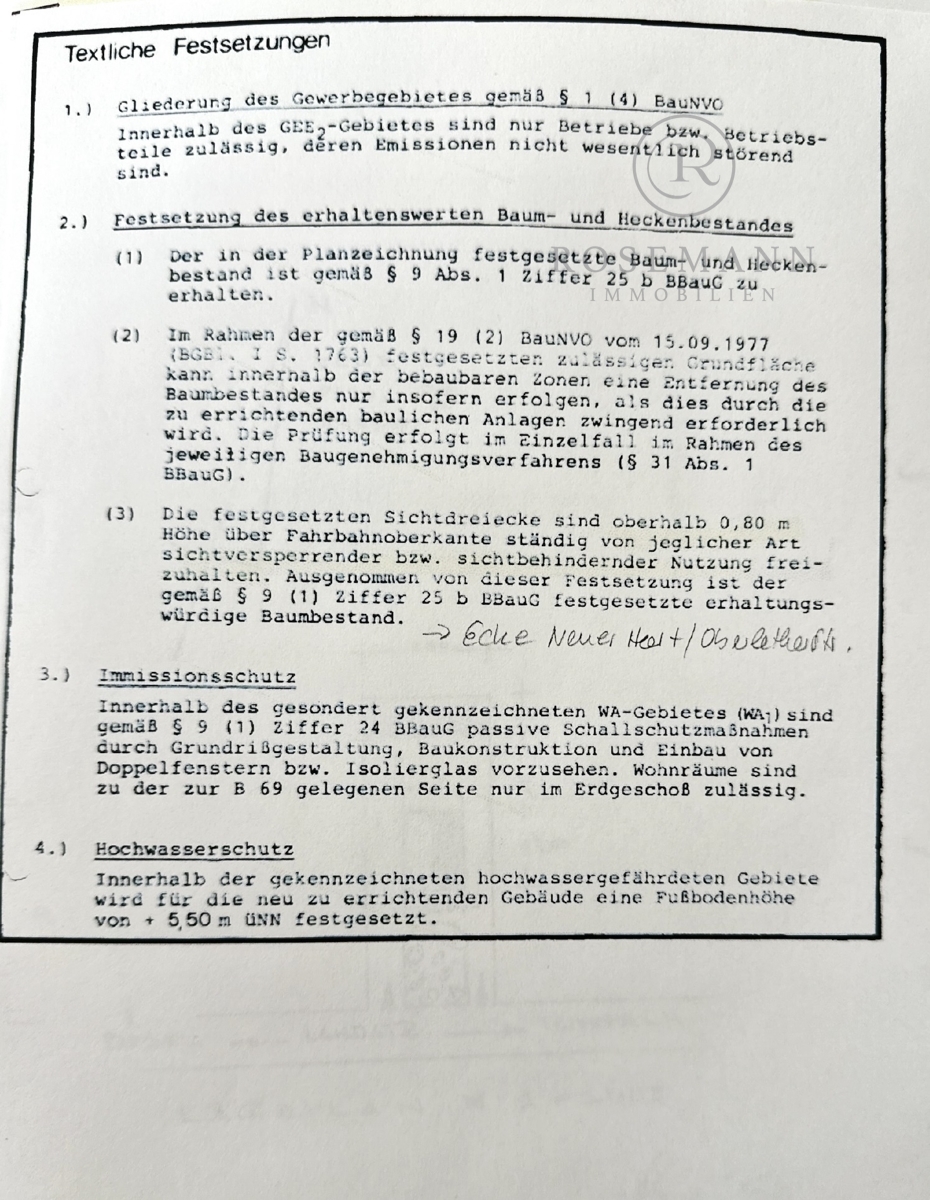 Textliche Festsetzungen
1.) Gliederung des Gewerbegebietes gemäß § 1 (4) BauNVO
Innerhalb des GEE2-Gebietes sind nur Betriebe bzw. Betriebs-
teile zulässig, deren Emissionen nicht wesentlich störend
sind.
2.) Festsetzung des erhaltenswerten Baum- und Heckenbestandes
(1) Der in der Planzeichnung festgesetzte Baum- und Hecken-
bestand ist gemäß § 9 Abs. 1 Ziffer 25 b BBauG zu
erhalten.
(2) Im Rahmen der gemäß § 19 (2) BauNVO vom 15.09.1977
(BGBl. I S. 1763) festgesetzten zulässigen Grundfläche
kann innerhalb der bebaubaren Zonen eine Entfernung des
Baumbestandes nur insofern erfolgen, als dies durch die
zu errichtenden baulichen Anlagen zwingend erforderlich
wird. Die Prüfung erfolgt im Einzelfall im Rahmen des
jeweiligen Baugenehmigungsverfahrens (§ 31 Abs. 1
BBauG).
(3) Die festgesetzten Sichtdreiecke sind oberhalb 0,80 m
Höhe über Fahrbahnoberkante ständig von jeglicher Art
sichtversperrender bzw. sichtbehindernder Nutzung frei-
zuhalten. Ausgenommen von dieser Festsetzung ist der
gemäß § 9 (1) Ziffer 25 b BBauG festgesetzte erhaltungs-
würdige Baumbestand.
→ Ecke Neuer
3.) Immissionsschutz
Innerhalb des gesondert gekennzeichneten WA-Gebietes (WA1) sind
gemäß § 9 (1) Ziffer 24 BBauG passive Schallschutzmaßnahmen
durch Grundrißgestaltung, Baukonstruktion und Einbau von
Doppelfenstern bzw. Isolierglas vorzusehen. Wohnräume sind
zu der zur B 69 gelegenen Seite nur im Erdgeschoß zulässig.
4.) Hochwasserschutz
Innerhalb der gekennzeichneten hochwassergefährdeten Gebiete
wird für die neu zu errichtenden Gebäude eine Fußbodenhöhe
von + 5,50 m üNN festgesetzt.
R
ROSEMANN
IMMOBILIEN